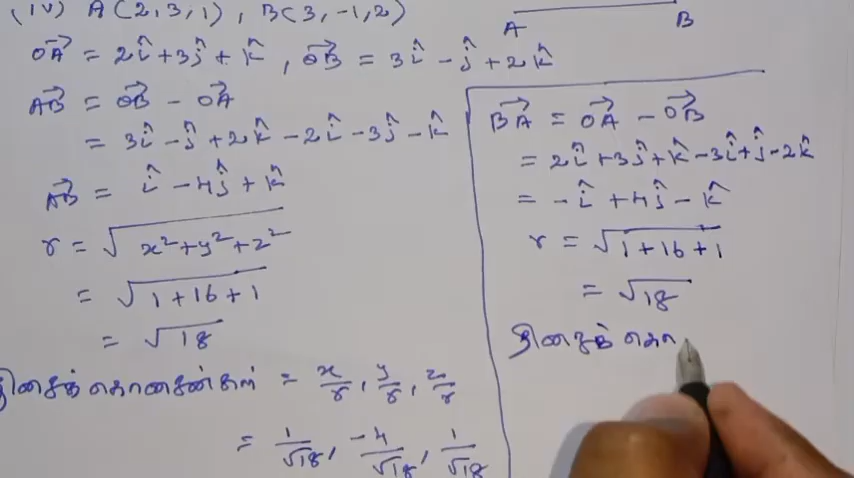 (iv) A(2,3,1), B(3,-1,2)
A B
OA→ = 2î+3ĵ+k̂, OB→ = 3î-ĵ+2k̂
AB→ = OB→ - OA→
= 3î-ĵ+2k̂-2î-3ĵ-k̂
AB→ = î-4ĵ+k̂
r = √(x²+y²+z²)
= √(1+16+1)
= √18
திசைக் கொசைன்கள் = x/r, y/r, z/r
= 1/√18, -4/√18, 1/√18
BA→ = OA→ - OB→
= 2î+3ĵ+k̂-3î+ĵ-2k̂
= -î+4ĵ-k̂
r = √(1+16+1)
= √18
திசைக் கொ